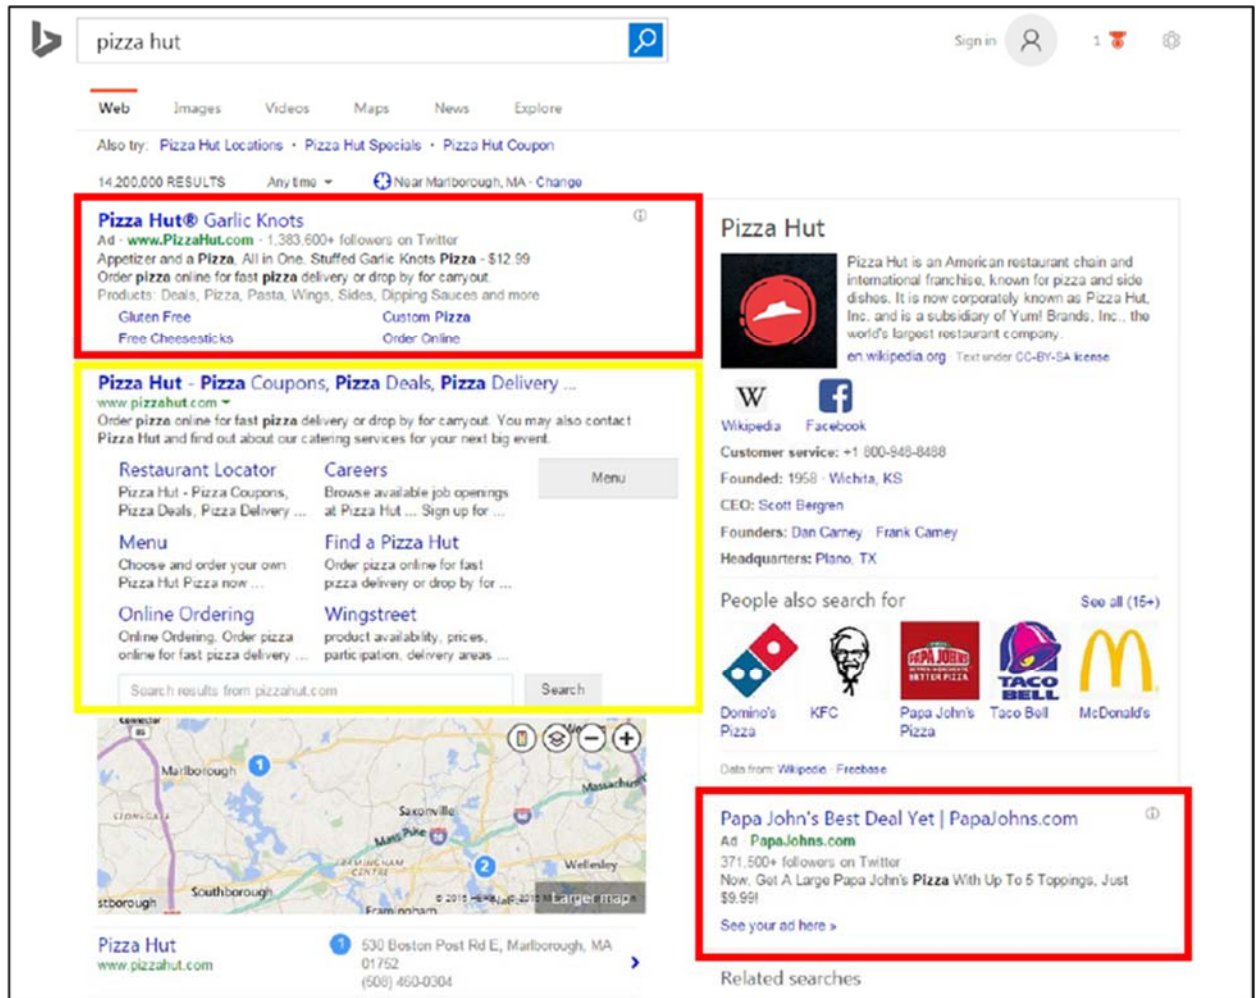 pizza hut
Sign in
1
Web Images Videos Maps News Explore
Also try: Pizza Hut Locations · Pizza Hut Specials · Pizza Hut Coupon
14,200,000 RESULTS Any time Near Marlborough, MA · Change
Pizza Hut® Garlic Knots
Ad · www.PizzaHut.com · 1,383,600+ followers on Twitter
Appetizer and a Pizza, All in One. Stuffed Garlic Knots Pizza - $12.99
Order pizza online for fast pizza delivery or drop by for carryout.
Products: Deals, Pizza, Pasta, Wings, Sides, Dipping Sauces and more
Gluten Free Custom Pizza
Free Cheesesticks Order Online
Pizza Hut - Pizza Coupons, Pizza Deals, Pizza Delivery ...
www.pizzahut.com
Order pizza online for fast pizza delivery or drop by for carryout. You may also contact
Pizza Hut and find out about our catering services for your next big event.
Restaurant Locator
Pizza Hut - Pizza Coupons,
Pizza Deals, Pizza Delivery ...
Careers
Browse available job openings
at Pizza Hut ... Sign up for ...
Menu
Menu
Choose and order your own
Pizza Hut Pizza now ...
Find a Pizza Hut
Order pizza online for fast
pizza delivery or drop by for ...
Online Ordering
Online Ordering. Order pizza
online for fast pizza delivery ...
Wingstreet
product availability, prices,
participation, delivery areas ...
Search results from pizzahut.com Search
Connector
85
Marlborough 1
Massachus
Saxonville
Mass Pike 90
FRAMINGHAM
CENTRE
2 Wellesley
Southborough
stborough
Framingham
Larger map
Pizza Hut
www.pizzahut.com
1 530 Boston Post Rd E, Marlborough, MA
01752
(508) 460-0304
Pizza Hut
Pizza Hut is an American restaurant chain and
international franchise, known for pizza and side
dishes. It is now corporately known as Pizza Hut,
Inc. and is a subsidiary of Yum! Brands, Inc., the
world's largest restaurant company.
en.wikipedia.org · Text under CC-BY-SA license
W
Wikipedia Facebook
Customer service: +1 800-948-8488
Founded: 1958 · Wichita, KS
CEO: Scott Bergren
Founders: Dan Carney Frank Carney
Headquarters: Plano, TX
People also search for See all (15+)
PAPA JOHN'S
BETTER PIZZA
TACO
BELL
Domino's
Pizza
KFC
Papa John's
Pizza
Taco Bell
McDonald's
Data from: Wikipedia · Freebase
Papa John's Best Deal Yet | PapaJohns.com
Ad · PapaJohns.com
371,500+ followers on Twitter
Now, Get A Large Papa John's Pizza With Up To 5 Toppings, Just
$9.99!
See your ad here »
Related searches